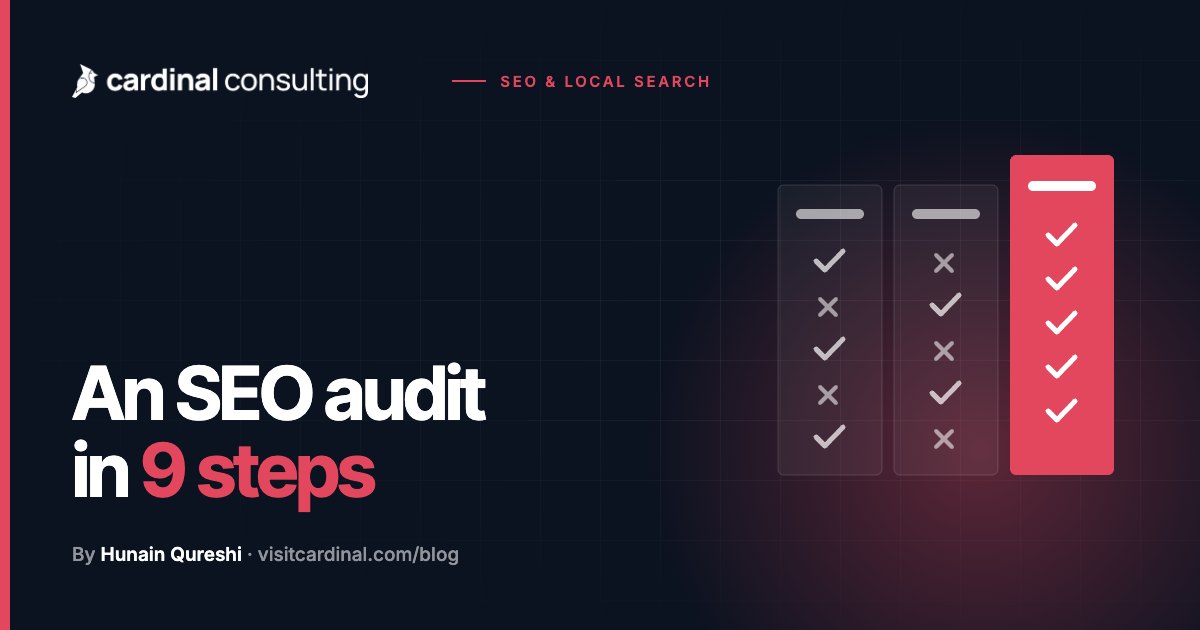 cardinal consulting
SEO & LOCAL SEARCH
An SEO audit
in 9 steps
By Hunain Qureshi · visitcardinal.com/blog